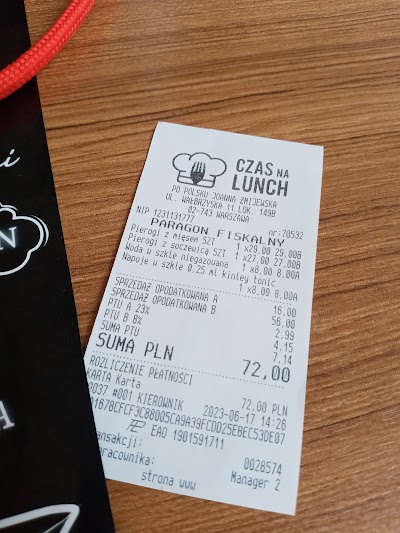 CZAS NA
LUNCH
PO POLSKU JOANNA ŻMIJEWSKA
UL. WAŁBRZYSKA 11 LOK. 149B
02-743 WARSZAWA
NIP 1231131777 nr:70532
PARAGON FISKALNY
Pierogi z mięsem 5ZT 1 x29,00 29,00B
Pierogi z soczewicą 5ZT 1 x27,00 27,00B
Woda w szkle niegazowana 1 x8,00 8,00A
Napoje w szkle 0,25 ml kinley tonic
1 x8,00 8,00A
SPRZEDAŻ OPODATKOWANA A 16,00
SPRZEDAŻ OPODATKOWANA B 56,00
PTU A 23% 2,99
PTU B 8% 4,15
SUMA PTU 7,14
SUMA PLN 72,00
ROZLICZENIE PŁATNOŚCI
KARTA Karta 72,00 PLN
0037 #001 KIEROWNIK 2023-06-17 14:26
EAO 1901591711
0028574
Manager 2
strona www